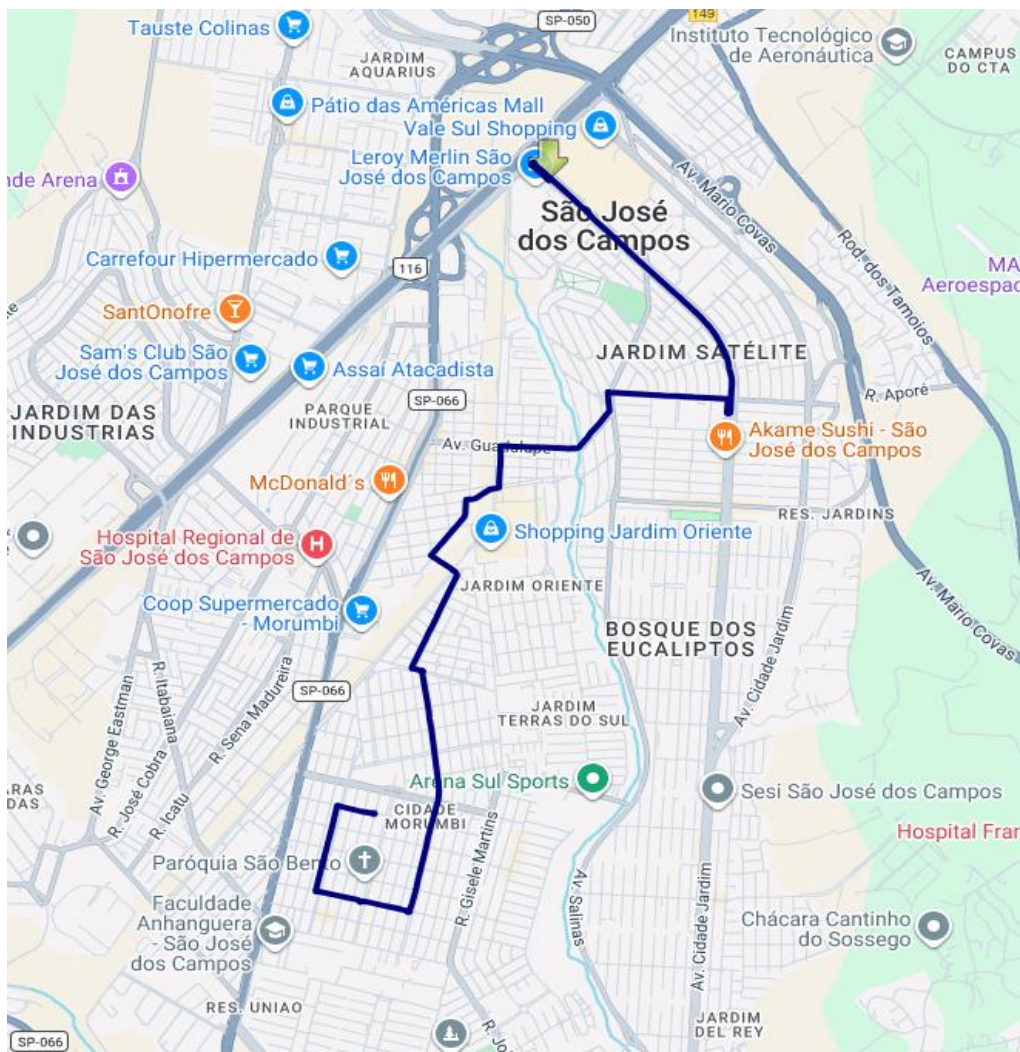 SP-050
149
Tauste Colinas
Instituto Tecnológico
de Aeronáutica
CAMPUS
DO CTA
JARDIM
AQUARIUS
Pátio das Américas Mall
Vale Sul Shopping
Leroy Merlin São
José dos Campos
nde Arena
Av. Mario Covas
São José
dos Campos
Rod. dos Tamoios
Carrefour Hipermercado
116
MA
Aeroespac
SantOnofre
Sam's Club São
José dos Campos
Assaí Atacadista
JARDIM SATÉLITE
R. Aporé
SP-066
JARDIM DAS
INDUSTRIAS
PARQUE
INDUSTRIAL
Av. Guadalupe
Akame Sushi - São
José dos Campos
McDonald´s
RES. JARDINS
Hospital Regional de
São José dos Campos
Shopping Jardim Oriente
JARDIM ORIENTE
Av. Mario Covas
Coop Supermercado
- Morumbi
BOSQUE DOS
EUCALIPTOS
Av. Cidade Jardim
SP-066
R. Itabaiana
R. Sena Madureira
Av. George Eastman
JARDIM
TERRAS DO SUL
Arena Sul Sports
Sesi São José dos Campos
ARAS
DAS
R. José Cobra
R. Icatu
CIDADE
MORUMBI
Hospital Fran
Paróquia São Bento
R. Gisele Martins
Av. Salinas
Av. Cidade Jardim
Faculdade
Anhanguera
- São José
dos Campos
Chácara Cantinho
do Sossego
RES. UNIAO
JARDIM
DEL REY
R. Jo
SP-066